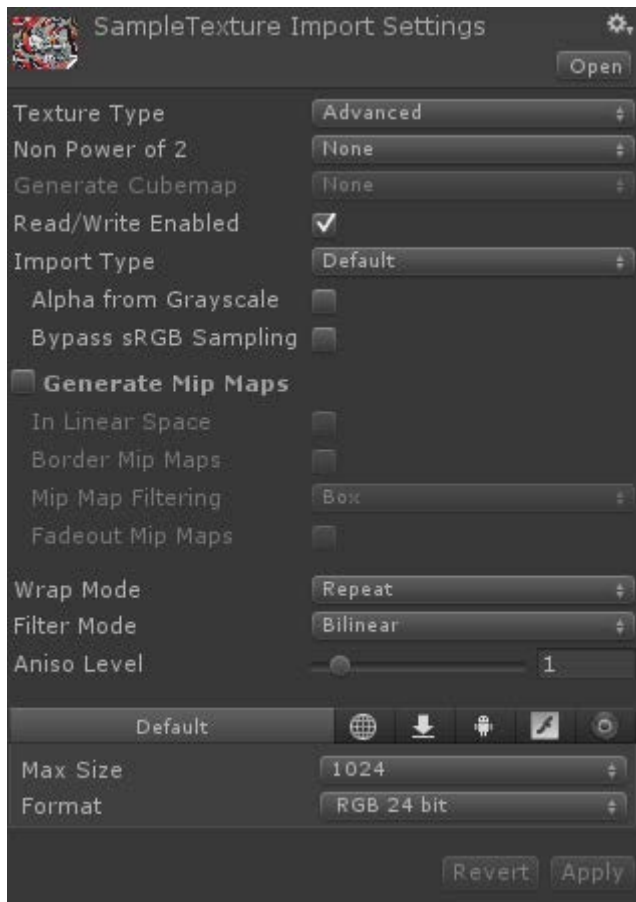 SampleTexture Import Settings
Open
Texture Type Advanced
Non Power of 2 None
Generate Cubemap None
Read/Write Enabled
Import Type Default
Alpha from Grayscale
Bypass sRGB Sampling
Generate Mip Maps
In Linear Space
Border Mip Maps
Mip Map Filtering Box
Fadeout Mip Maps
Wrap Mode Repeat
Filter Mode Bilinear
Aniso Level 1
Default
Max Size 1024
Format RGB 24 bit
Revert Apply